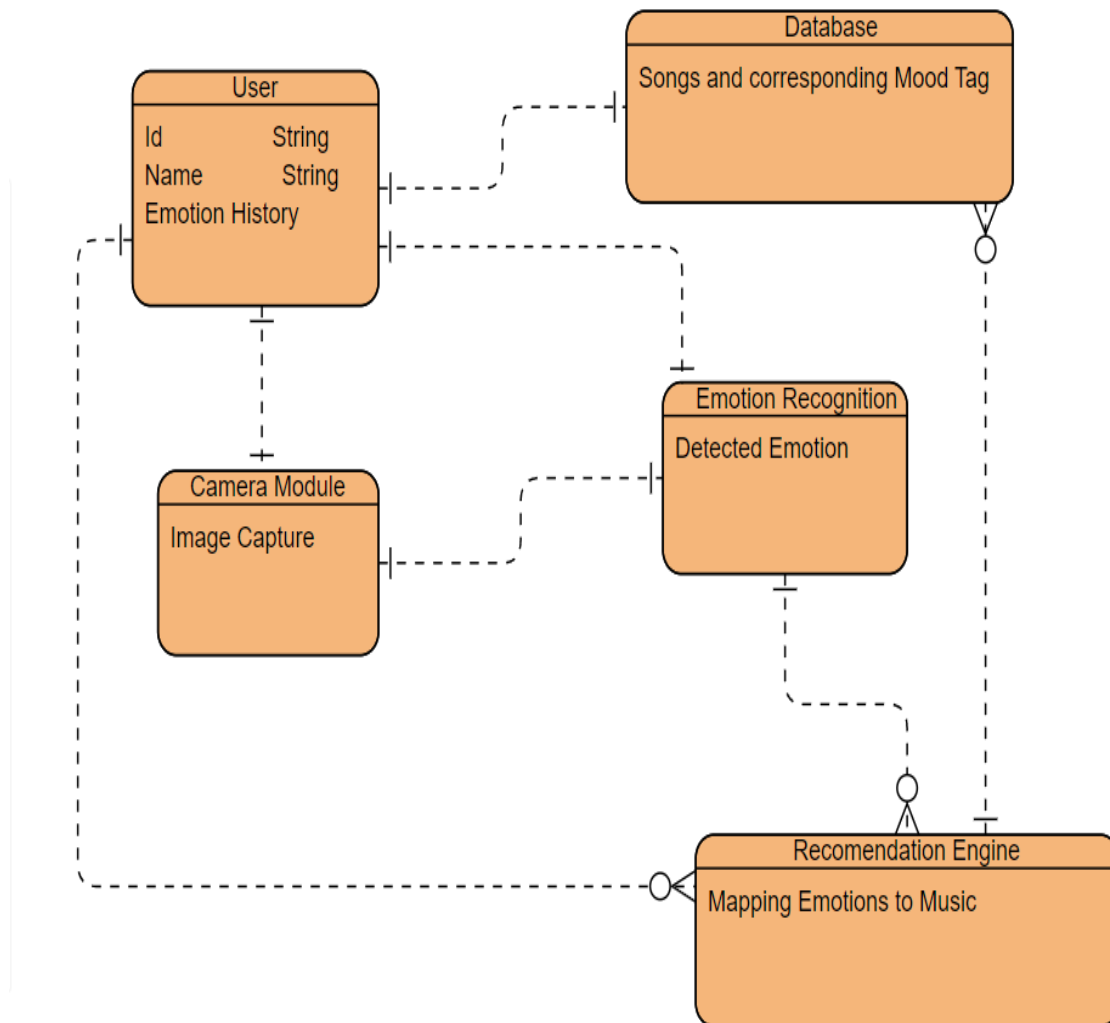 Database
Songs and corresponding Mood Tag
User
Id String
Name String
Emotion History
Emotion Recognition
Detected Emotion
Camera Module
Image Capture
Recomendation Engine
Mapping Emotions to Music